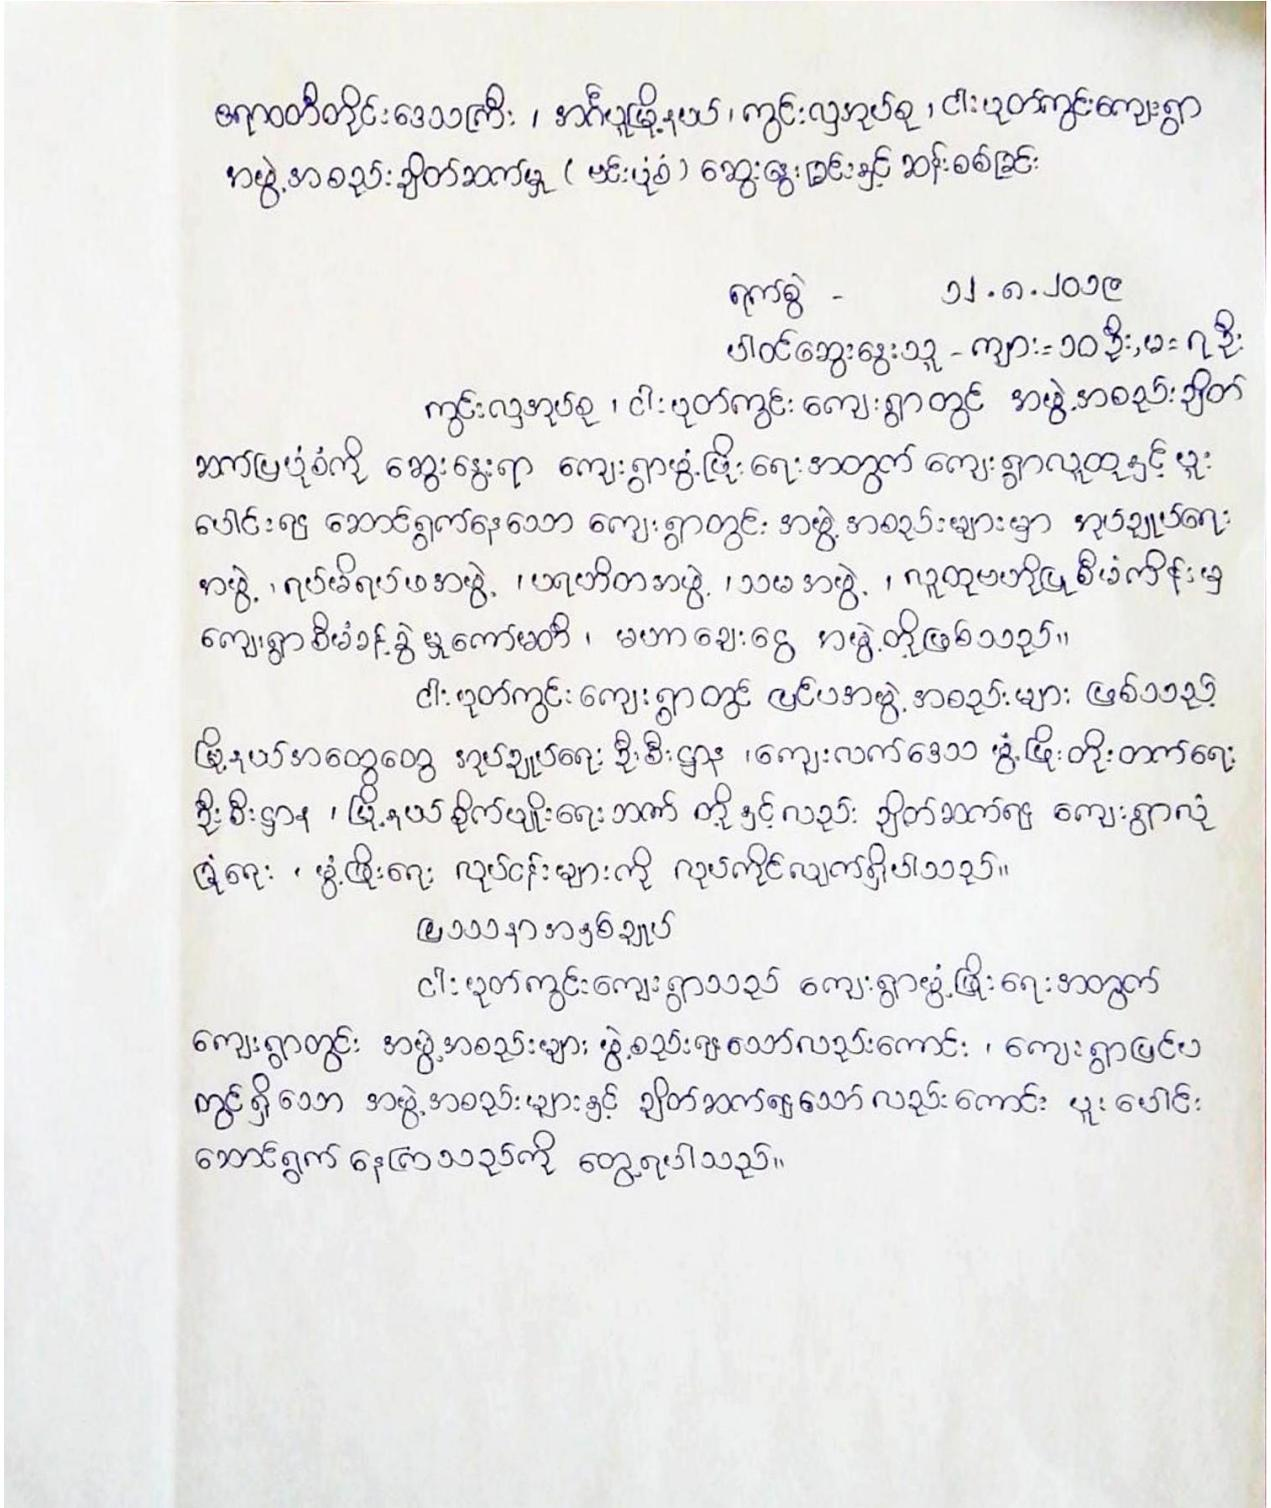 ဧရာဝတီတိုင်းဒေသကြီး ၊ အင်္ဂပူမြို့နယ် ၊ ကွင်းလှအုပ်စု ၊ ငါးပုတ်ကွင်းကျေးရွာ
အဖွဲ့အစည်းချိတ်ဆက်မှု ( ဗင်းပုံစံ ) ဆွေးနွေးခြင်းနှင့် ဆန်းစစ်ခြင်း
ရက်စွဲ - ၁၂.၈.၂၀၁၉
ပါဝင်ဆွေးနွေးသူ - ကျား=၁၀ဦး, မ=၇ဦး
ကွင်းလှအုပ်စု ၊ ငါးပုတ်ကွင်းကျေးရွာတွင် အဖွဲ့အစည်းချိတ်
ဆက်ပြပုံစံကို ဆွေးနွေးရာ ကျေးရွာဖွံ့ဖြိုးရေးအတွက် ကျေးရွာလူထုနှင့် ပူး
ပေါင်း၍ ဆောင်ရွက်နေသော ကျေးရွာတွင်း အဖွဲ့အစည်းများမှာ အုပ်ချုပ်ရေး
အဖွဲ့ ၊ ရပ်မိရပ်ဖအဖွဲ့ ၊ ပရဟိတအဖွဲ့ ၊ သမအဖွဲ့ ၊ လူထုဗဟိုပြုစီမံကိန်းမှ
ကျေးရွာစီမံခန့်ခွဲမှုကော်မတီ ၊ မဟာချေးငွေ အဖွဲ့တို့ဖြစ်သည်။
ငါးပုတ်ကွင်းကျေးရွာတွင် ပြင်ပအဖွဲ့အစည်းများ ဖြစ်သည့်
မြို့နယ်အထွေထွေ အုပ်ချုပ်ရေးဦးစီးဌာန ၊ ကျေးလက်ဒေသ ဖွံ့ဖြိုးတိုးတက်ရေး
ဦးစီးဌာန ၊ မြို့နယ်စိုက်ပျိုးရေးဘဏ် တို့နှင့်လည်း ချိတ်ဆက်၍ ကျေးရွာလုံ
ခြုံရေး ၊ ဖွံ့ဖြိုးရေး လုပ်ငန်းများကို လုပ်ကိုင်လျက်ရှိပါသည်။
ပြဿနာအနှစ်ချုပ်
ငါးပုတ်ကွင်းကျေးရွာသည် ကျေးရွာဖွံ့ဖြိုးရေးအတွက်
ကျေးရွာတွင်း အဖွဲ့အစည်းများ ဖွဲ့စည်း၍သော်လည်းကောင်း ၊ ကျေးရွာပြင်ပ
တွင်ရှိသော အဖွဲ့အစည်းများနှင့် ချိတ်ဆက်၍သော်လည်းကောင်း ပူးပေါင်း
ဆောင်ရွက်နေကြသည်ကို တွေ့ရပါသည်။